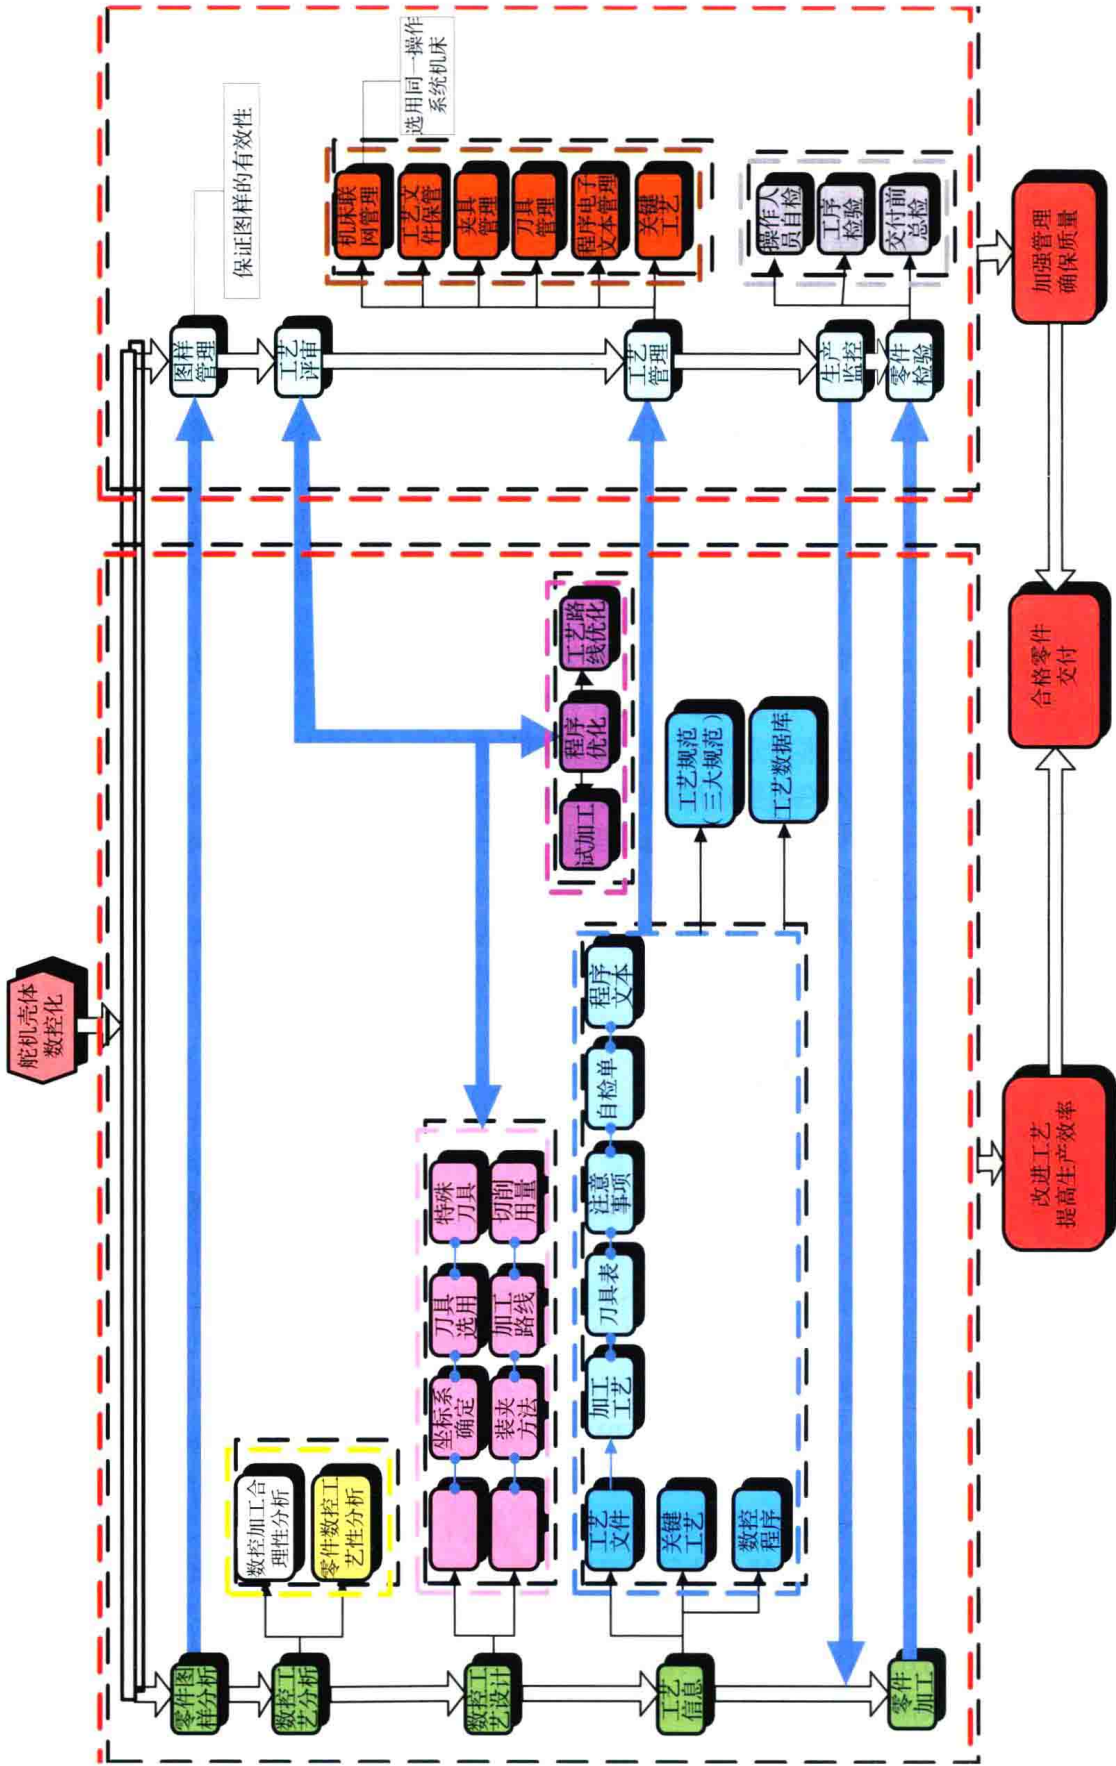 舵机壳体
数控化
零件图
样分析
数控工
艺分析
数控工
艺设计
工艺
信息
零件
加工
数控加工合
理性分析
零件数控工
艺性分析
坐标系
确定
刀具
选用
特殊
刀具
装夹
方法
加工
路线
切削
用量
工艺
文件
关键
工艺
数控
程序
加工
工艺
刀具表
注意
事项
自检单
程序
文本
试加工
程序
优化
工艺路
线优化
工艺规范
(三大规范)
工艺数据库
图样
管理
工艺
评审
工艺
管理
生产
监控
零件
检验
保证图样的有效性
机床联
网管理
工艺文
件保管
夹具
管理
刀具
管理
程序电子
文本管理
关键
工艺
选用同一操作
系统机床
操作人
员自检
工序
检验
交付前
总检
改进工艺
提高生产效率
合格零件
交付
加强管理
确保质量